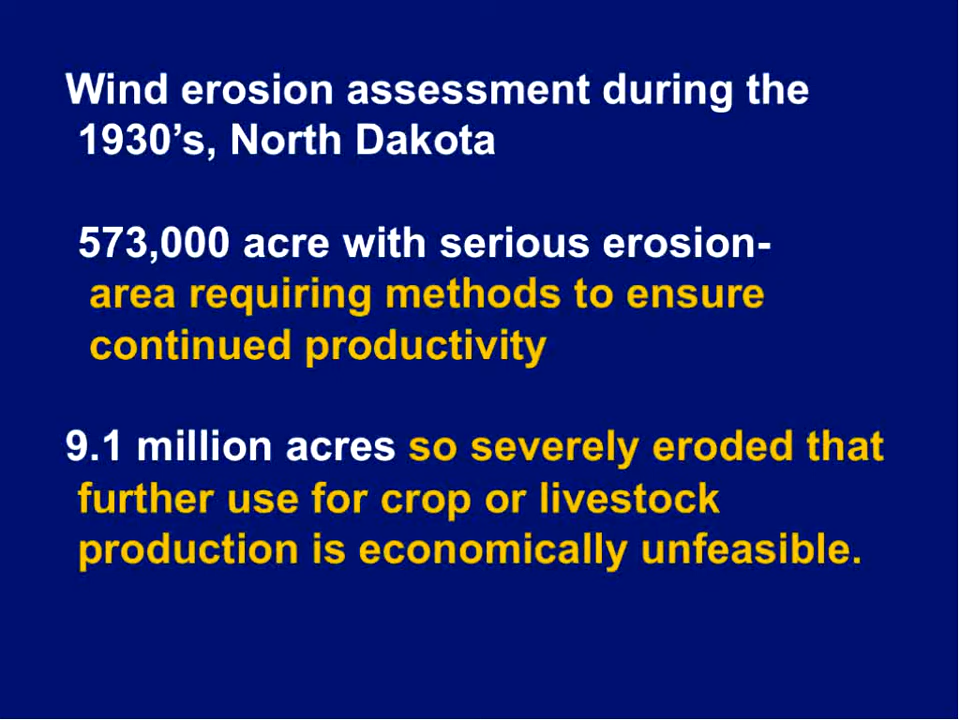 Wind erosion assessment during the
1930’s, North Dakota
573,000 acre with serious erosion-
area requiring methods to ensure
continued productivity
9.1 million acres so severely eroded that
further use for crop or livestock
production is economically unfeasible.